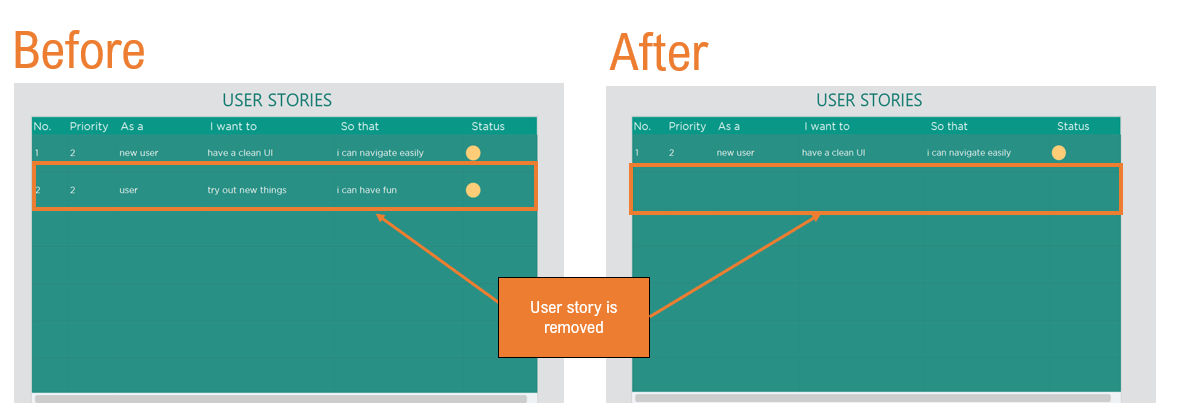 Before
After
USER STORIES
No. Priority As a I want to So that Status
1 2 new user have a clean UI i can navigate easily
2 2 user try out new things i can have fun
USER STORIES
No. Priority As a I want to So that Status
1 2 new user have a clean UI i can navigate easily
User story is
removed